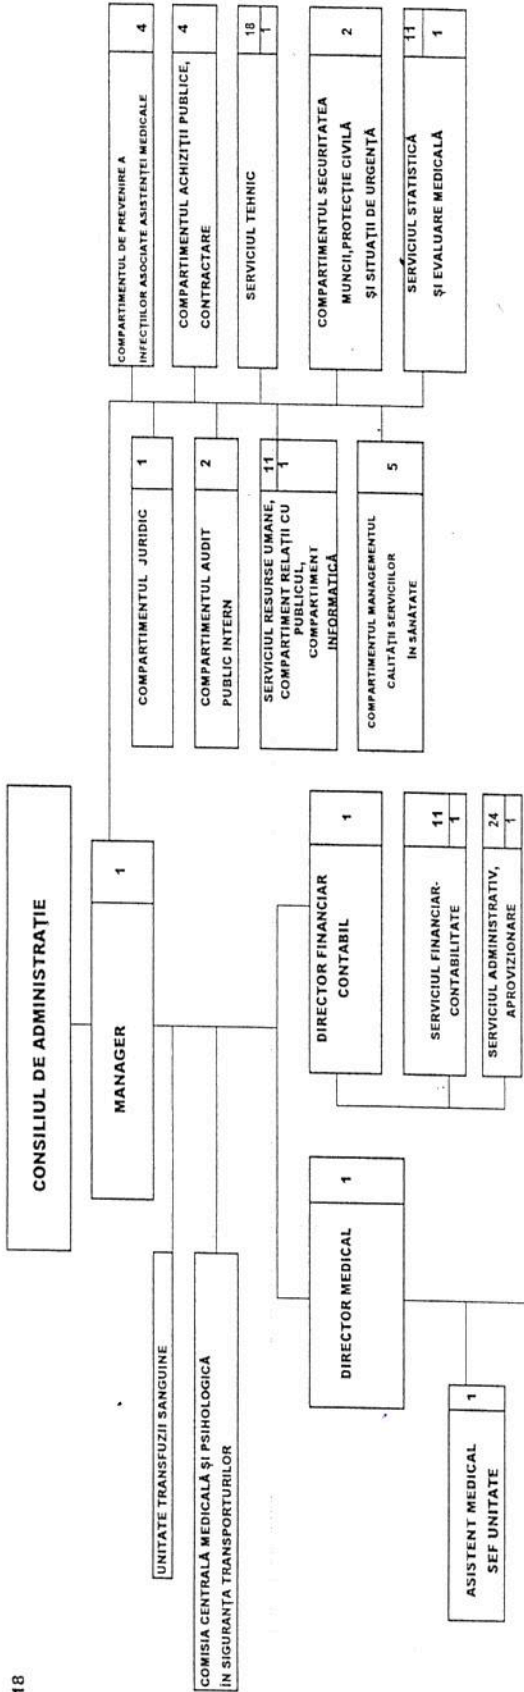 18
CONSILIUL DE ADMINISTRAȚIE
MANAGER
1
UNITATE TRANSFUZII SANGUINE
COMISIA CENTRALĂ MEDICALĂ ȘI PSIHOLOGICĂ
ÎN SIGURANȚA TRANSPORTURILOR
DIRECTOR MEDICAL
1
ASISTENT MEDICAL
SEF UNITATE
1
DIRECTOR FINANCIAR
CONTABIL
1
SERVICIUL FINANCIAR-
CONTABILITATE
11
1
SERVICIUL ADMINISTRATIV,
APROVIZIONARE
24
1
COMPARTIMENTUL JURIDIC
1
COMPARTIMENTUL AUDIT
PUBLIC INTERN
2
SERVICIUL RESURSE UMANE,
COMPARTIMENT RELAȚII CU
PUBLICUL,
COMPARTIMENT
INFORMATICĂ
11
1
COMPARTIMENTUL MANAGEMENTUL
CALITĂȚII SERVICIILOR
ÎN SĂNĂTATE
5
COMPARTIMENTUL DE PREVENIRE A
INFECȚIILOR ASOCIATE ASISTENȚEI MEDICALE
4
COMPARTIMENTUL ACHIZIȚII PUBLICE,
CONTRACTARE
4
SERVICIUL TEHNIC
18
1
COMPARTIMENTUL SECURITATEA
MUNCII,PROTECȚIE CIVILĂ
ȘI SITUAȚII DE URGENȚĂ
2
SERVICIUL STATISTICĂ
ȘI EVALUARE MEDICALĂ
11
1